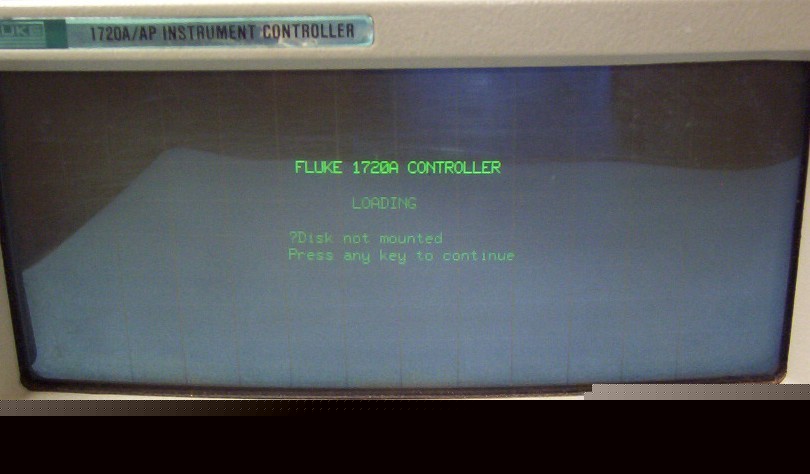 1720A/AP INSTRUMENT CONTROLLER
FLUKE 1720A CONTROLLER
LOADING
?Disk not mounted
Press any key to continue